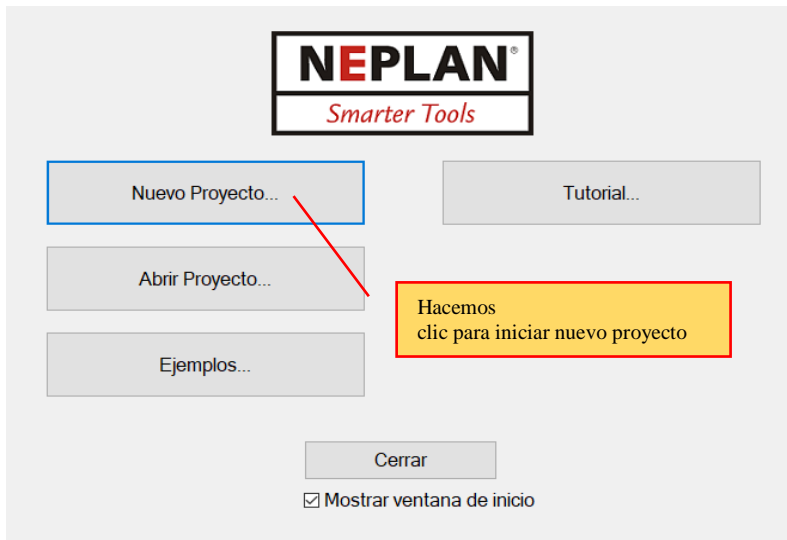 NEPLAN®
Smarter Tools
Nuevo Proyecto...
Tutorial...
Abrir Proyecto...
Hacemos
clic para iniciar nuevo proyecto
Ejemplos...
Cerrar
Mostrar ventana de inicio